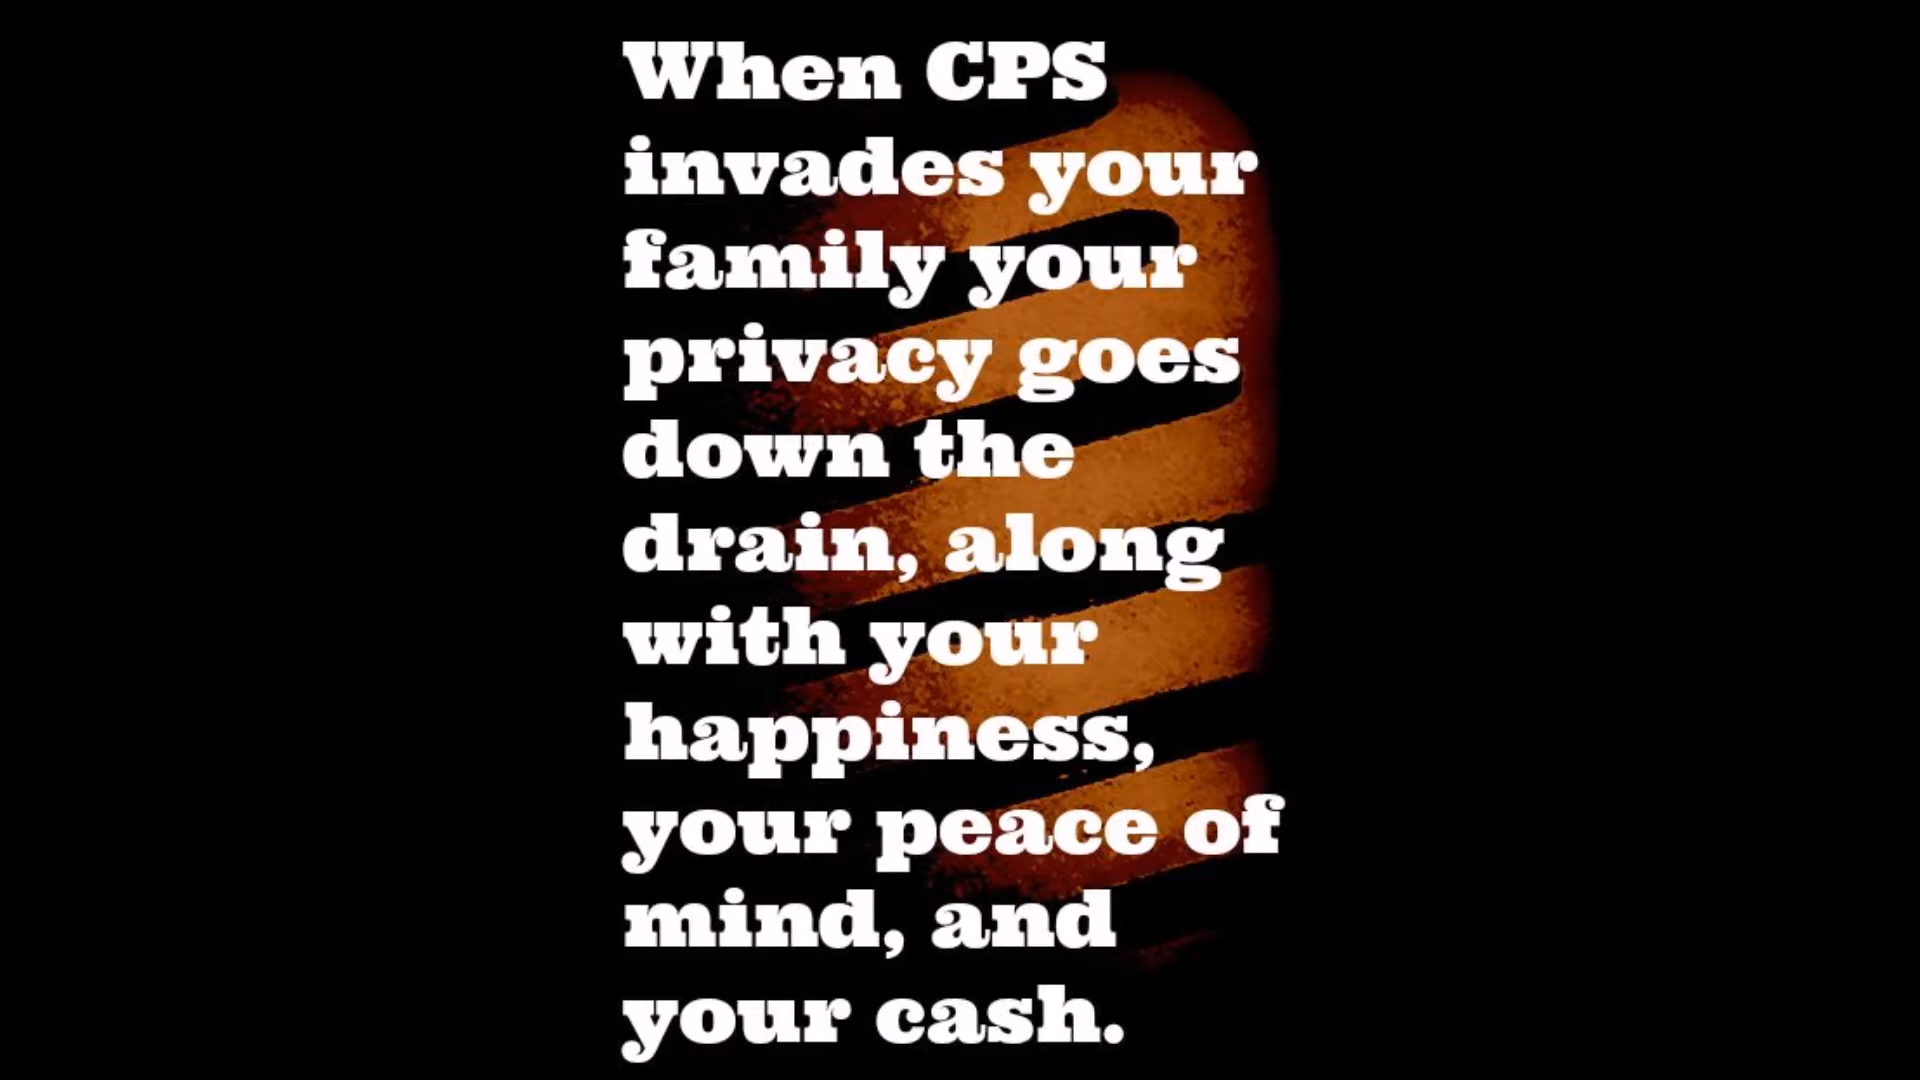 When CPS
invades your
family your
privacy goes
down the
drain, along
with your
happiness,
your peace of
mind, and
your cash.